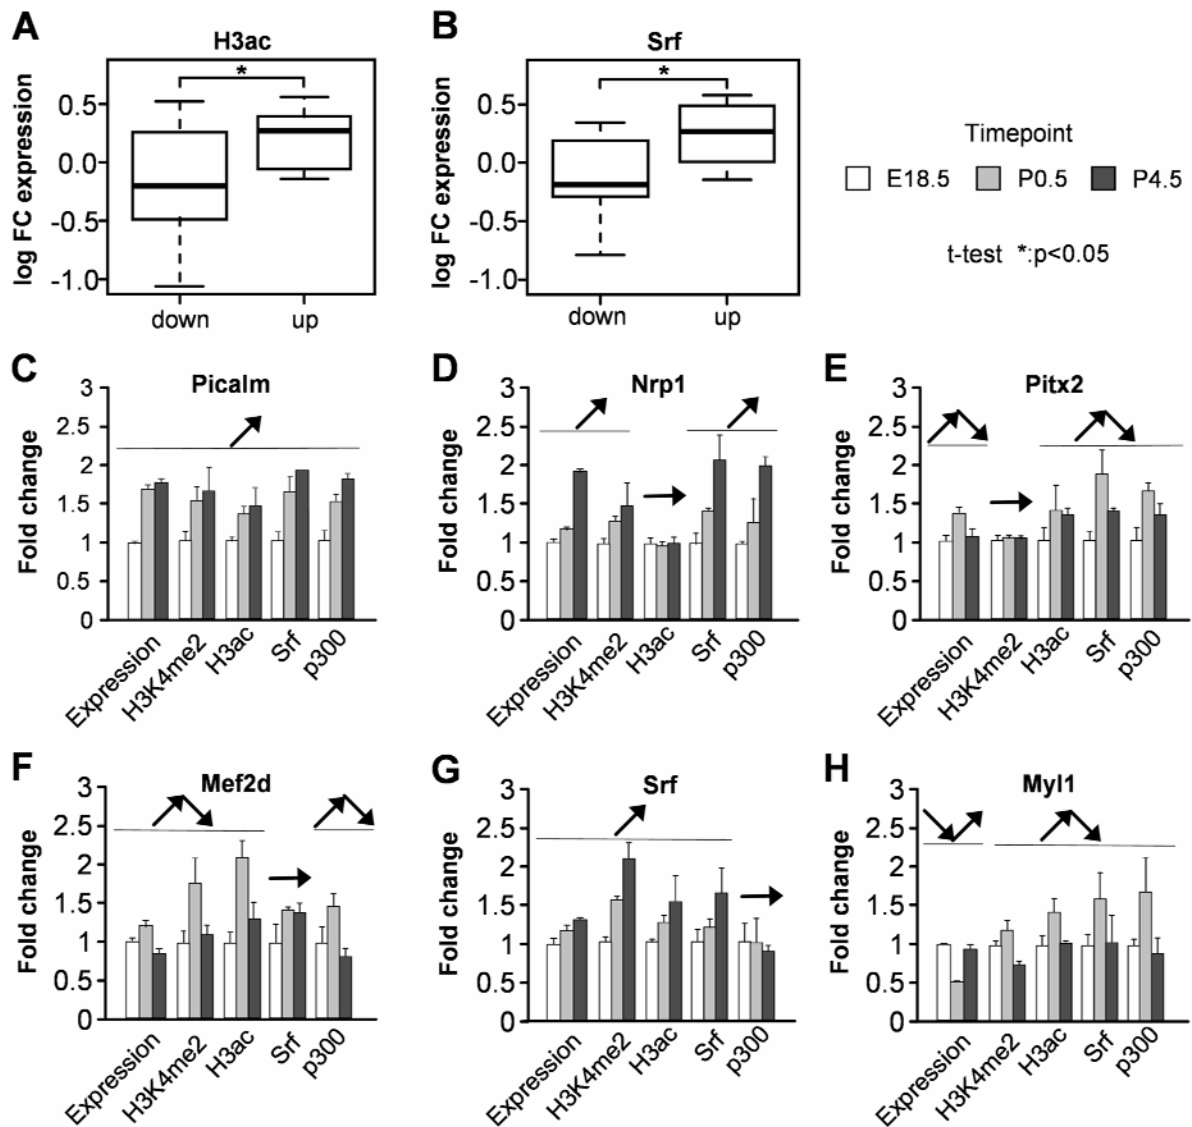 A
H3ac
log FC expression
0.5
0.0
-0.5
-1.0
*
down
up
B
Srf
log FC expression
0.5
0.0
-0.5
-1.0
*
down
up
Timepoint
E18.5 P0.5 P4.5
t-test *:p<0.05
C
Picalm
Fold change
3
2.5
2
1.5
1
0.5
0
Expression
H3K4me2
H3ac
Srf
p300
D
Nrp1
Fold change
3
2.5
2
1.5
1
0.5
0
Expression
H3K4me2
H3ac
Srf
p300
E
Pitx2
Fold change
3
2.5
2
1.5
1
0.5
0
Expression
H3K4me2
H3ac
Srf
p300
F
Mef2d
Fold change
3
2.5
2
1.5
1
0.5
0
Expression
H3K4me2
H3ac
Srf
p300
G
Srf
Fold change
3
2.5
2
1.5
1
0.5
0
Expression
H3K4me2
H3ac
Srf
p300
H
Myl1
Fold change
3
2.5
2
1.5
1
0.5
0
Expression
H3K4me2
H3ac
Srf
p300